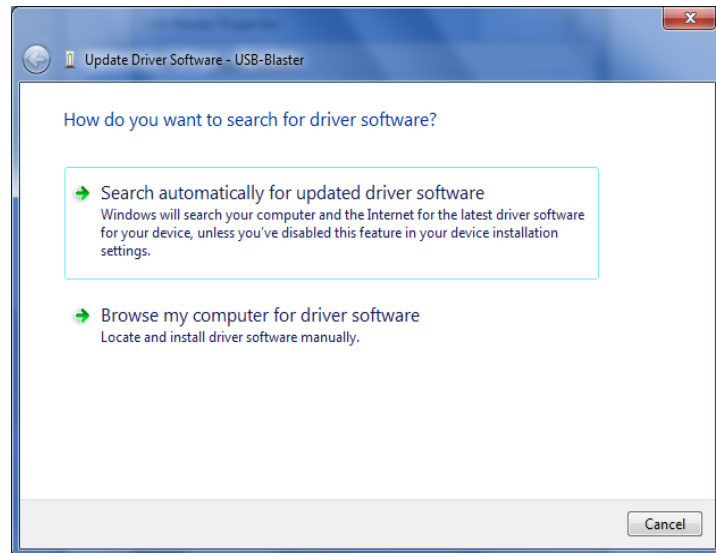 Update Driver Software - USB-Blaster
How do you want to search for driver software?
Search automatically for updated driver software
Windows will search your computer and the Internet for the latest driver software
for your device, unless you've disabled this feature in your device installation
settings.
Browse my computer for driver software
Locate and install driver software manually.
Cancel